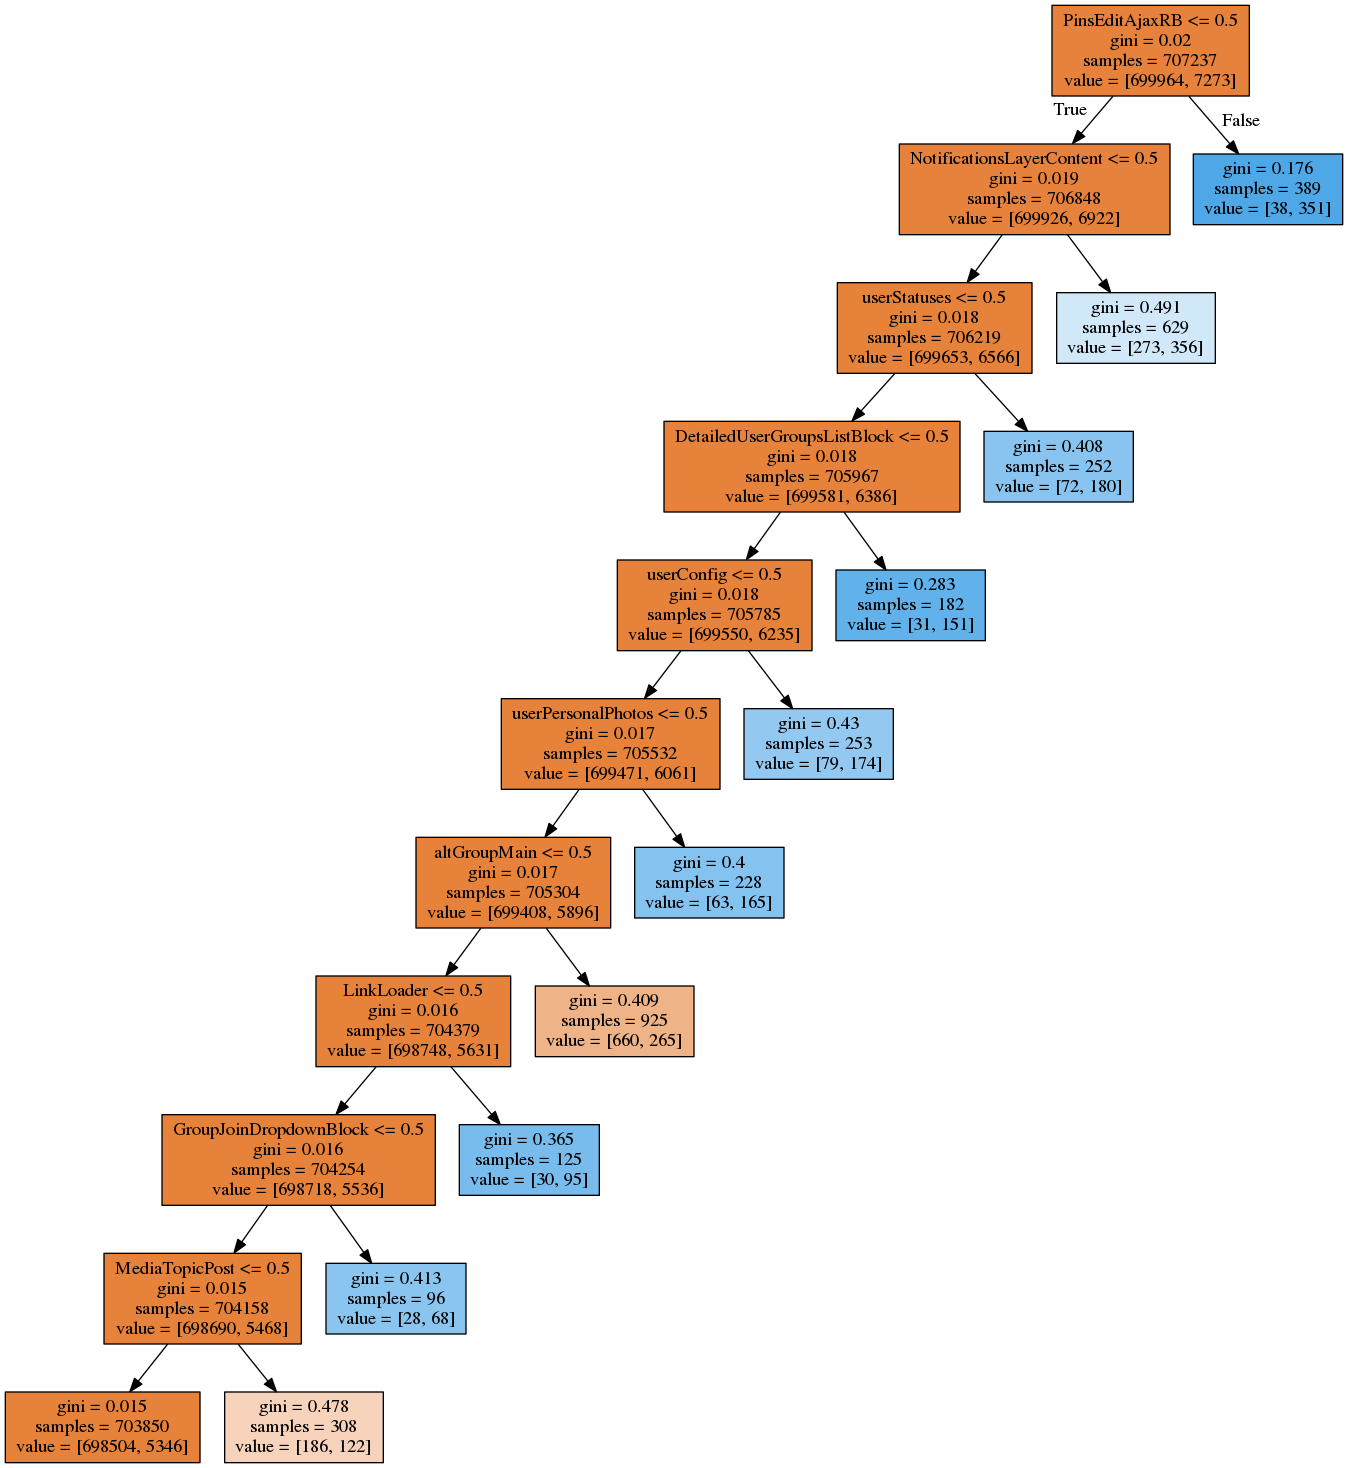 PinsEditAjaxRB <= 0.5
gini = 0.02
samples = 707237
value = [699964, 7273]
True
False
NotificationsLayerContent <= 0.5
gini = 0.019
samples = 706848
value = [699926, 6922]
gini = 0.176
samples = 389
value = [38, 351]
userStatuses <= 0.5
gini = 0.018
samples = 706219
value = [699653, 6566]
gini = 0.491
samples = 629
value = [273, 356]
DetailedUserGroupsListBlock <= 0.5
gini = 0.018
samples = 705967
value = [699581, 6386]
gini = 0.408
samples = 252
value = [72, 180]
userConfig <= 0.5
gini = 0.018
samples = 705785
value = [699550, 6235]
gini = 0.283
samples = 182
value = [31, 151]
userPersonalPhotos <= 0.5
gini = 0.017
samples = 705532
value = [699471, 6061]
gini = 0.43
samples = 253
value = [79, 174]
altGroupMain <= 0.5
gini = 0.017
samples = 705304
value = [699408, 5896]
gini = 0.4
samples = 228
value = [63, 165]
LinkLoader <= 0.5
gini = 0.016
samples = 704379
value = [698748, 5631]
gini = 0.409
samples = 925
value = [660, 265]
GroupJoinDropdownBlock <= 0.5
gini = 0.016
samples = 704254
value = [698718, 5536]
gini = 0.365
samples = 125
value = [30, 95]
MediaTopicPost <= 0.5
gini = 0.015
samples = 704158
value = [698690, 5468]
gini = 0.413
samples = 96
value = [28, 68]
gini = 0.015
samples = 703850
value = [698504, 5346]
gini = 0.478
samples = 308
value = [186, 122]